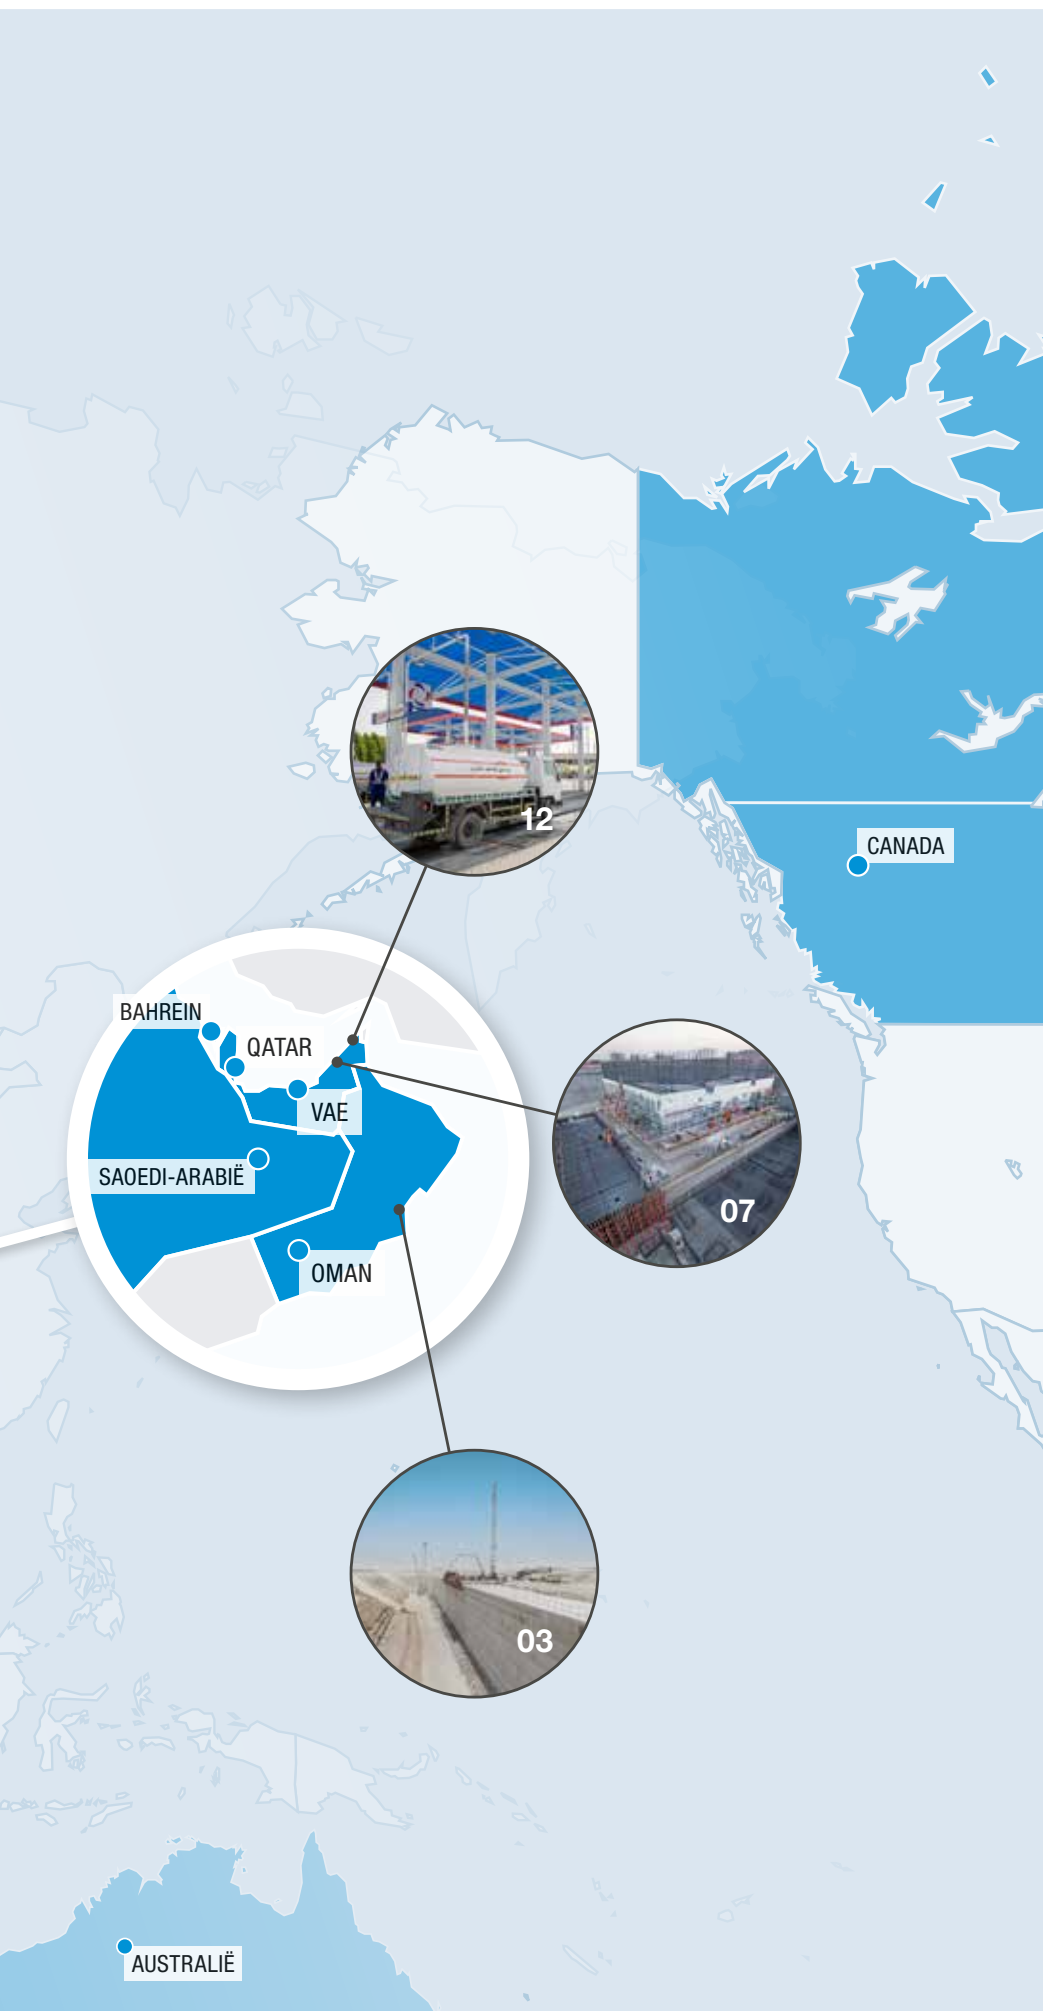 12
CANADA
BAHREIN
QATAR
VAE
SAOEDI-ARABIË
07
OMAN
03
AUSTRALIË